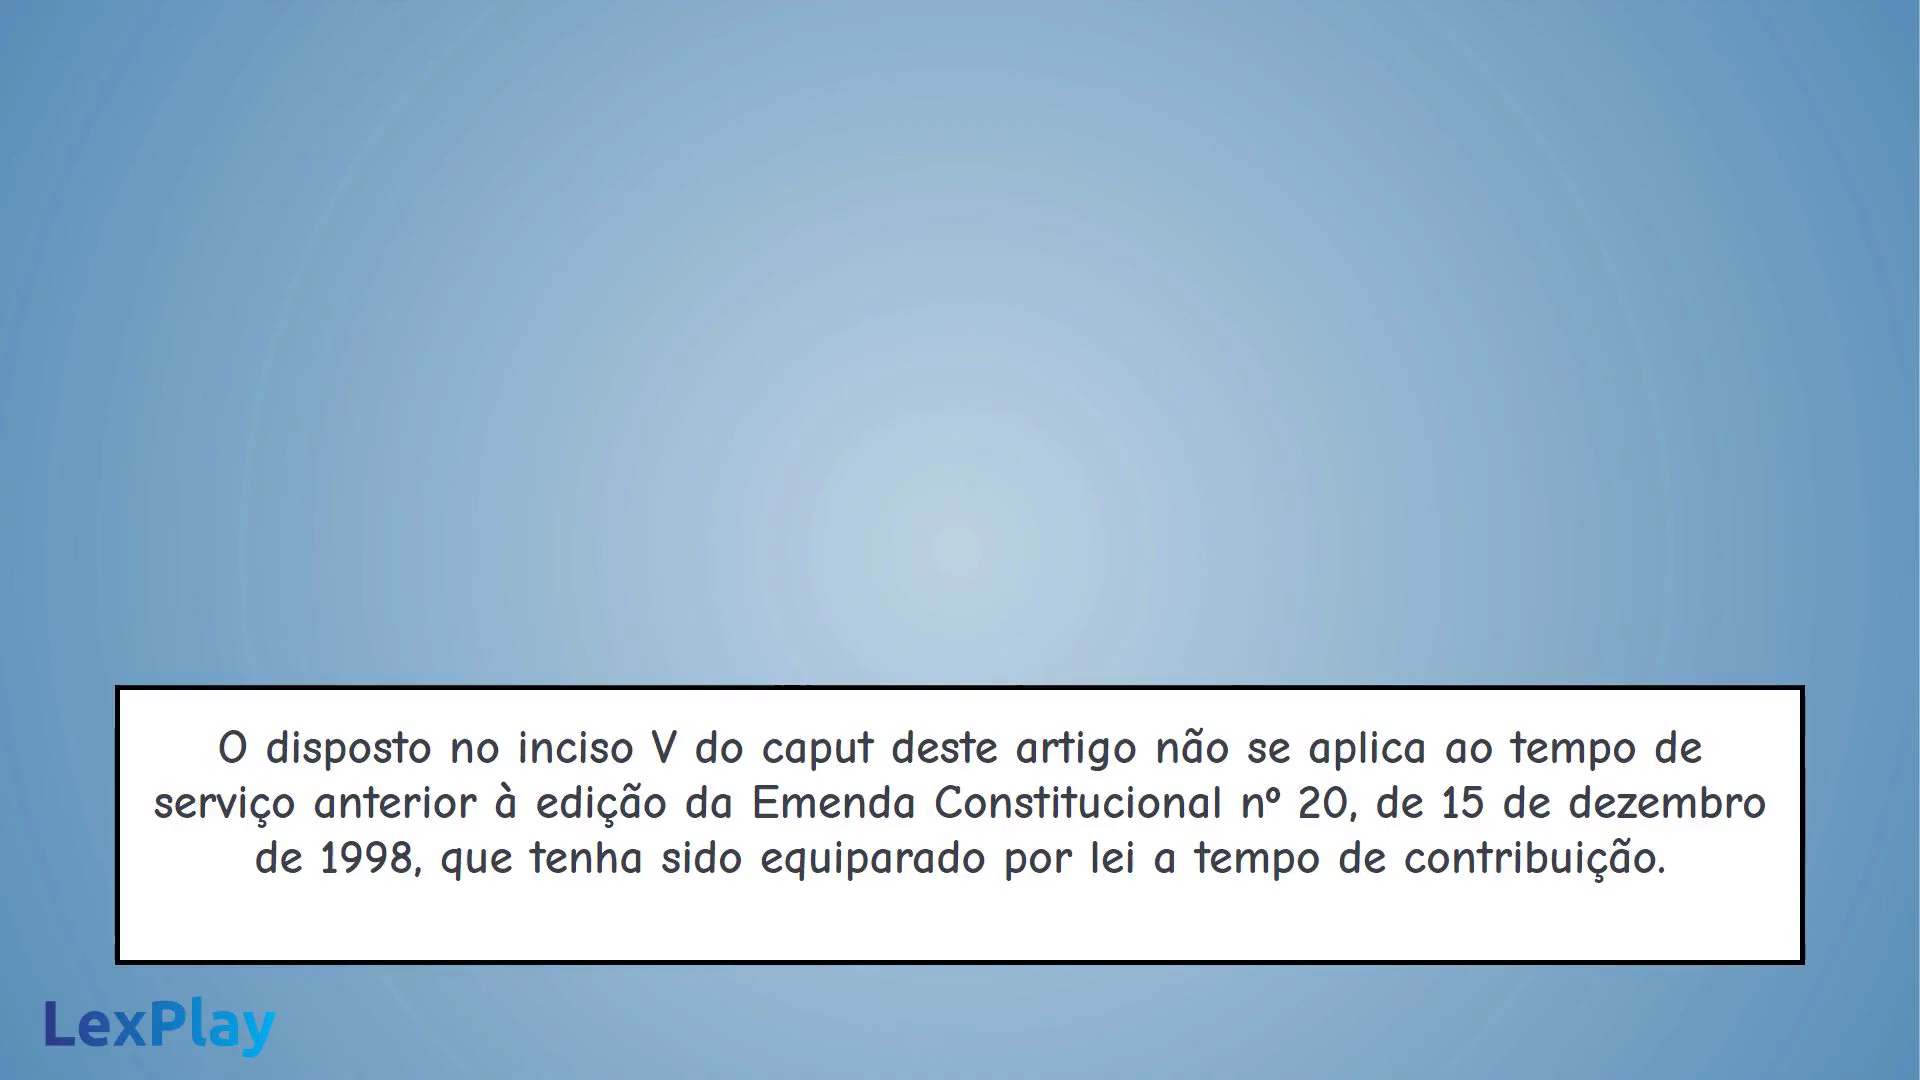 O disposto no inciso V do caput deste artigo não se aplica ao tempo de
serviço anterior à edição da Emenda Constitucional nº 20, de 15 de dezembro
de 1998, que tenha sido equiparado por lei a tempo de contribuição.
LexPlay